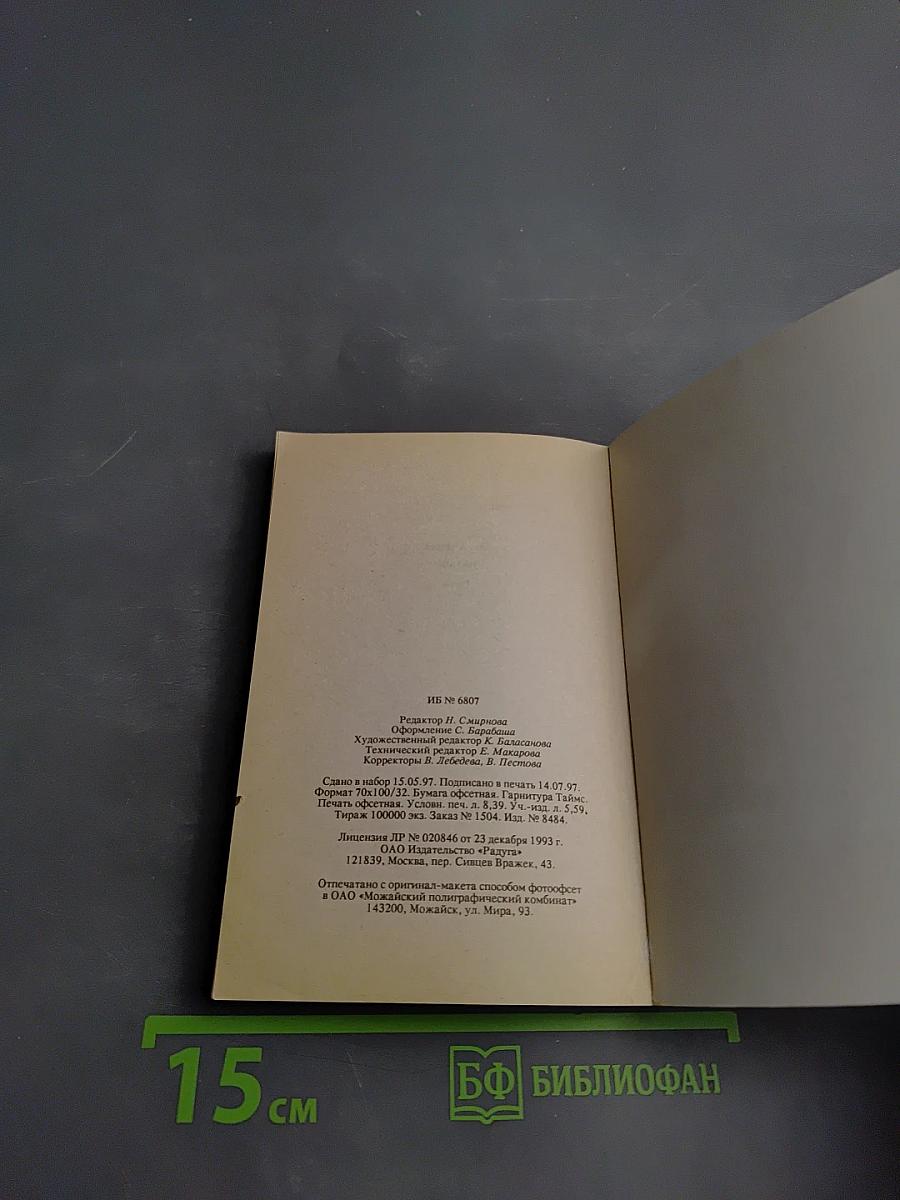 ИБ № 6807
Редактор Н. Смирнова
Оформление С. Барабаша
Художественный редактор К. Баласанова
Технический редактор Е. Макарова
Корректоры В. Лебедева, В. Пестова
Сдано в набор 15.05.97. Подписано в печать 14.07.97.
Формат 70x100/32. Бумага офсетная. Гарнитура Таймс.
Печать офсетная. Условн. печ. л. 8,39. Уч.-изд. л. 5,59.
Тираж 100000 экз. Заказ № 1504. Изд. № 8484.
Лицензия ЛР № 020846 от 23 декабря 1993 г.
ОАО Издательство «Радуга»
121839, Москва, пер. Сивцев Вражек, 43.
Отпечатано с оригинал-макета способом фотоофсет
в ОАО «Можайский полиграфический комбинат»
143200, Можайск, ул. Мира, 93.
15 см
БФ БИБЛИОФАН